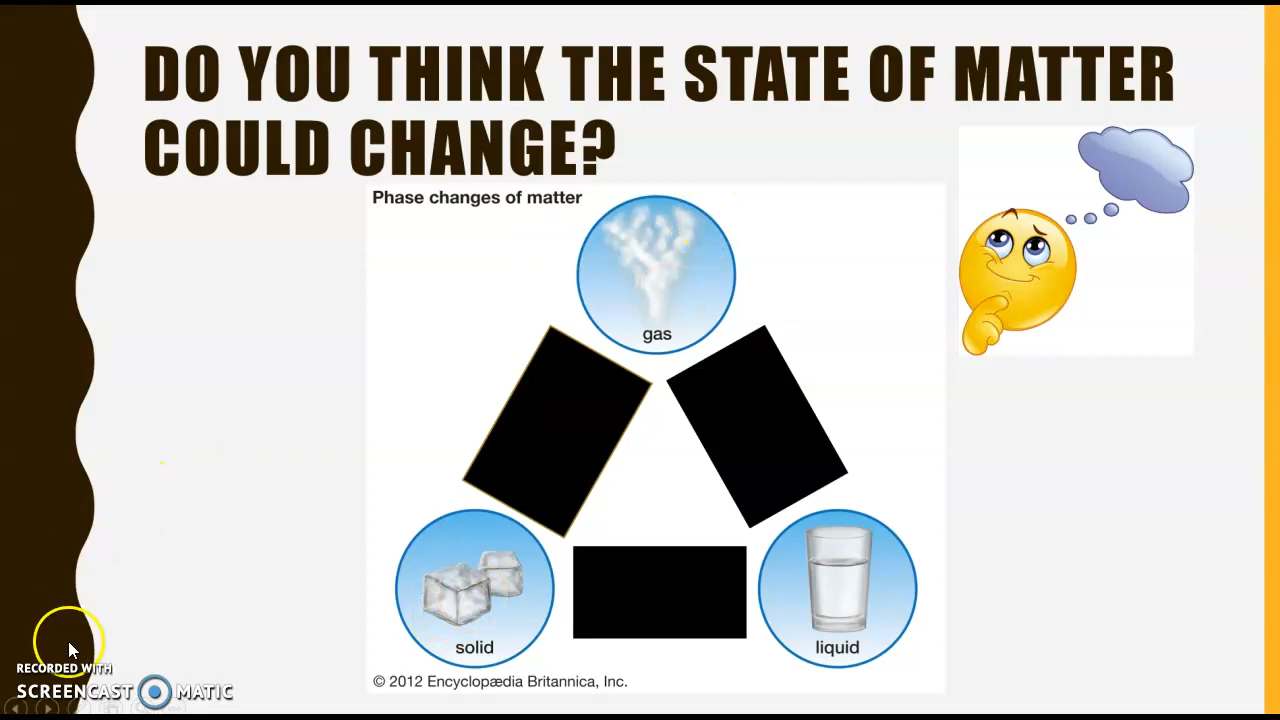 DO YOU THINK THE STATE OF MATTER
COULD CHANGE?
Phase changes of matter
gas
solid
liquid
© 2012 Encyclopædia Britannica, Inc.
RECORDED WITH
SCREENCAST MATIC